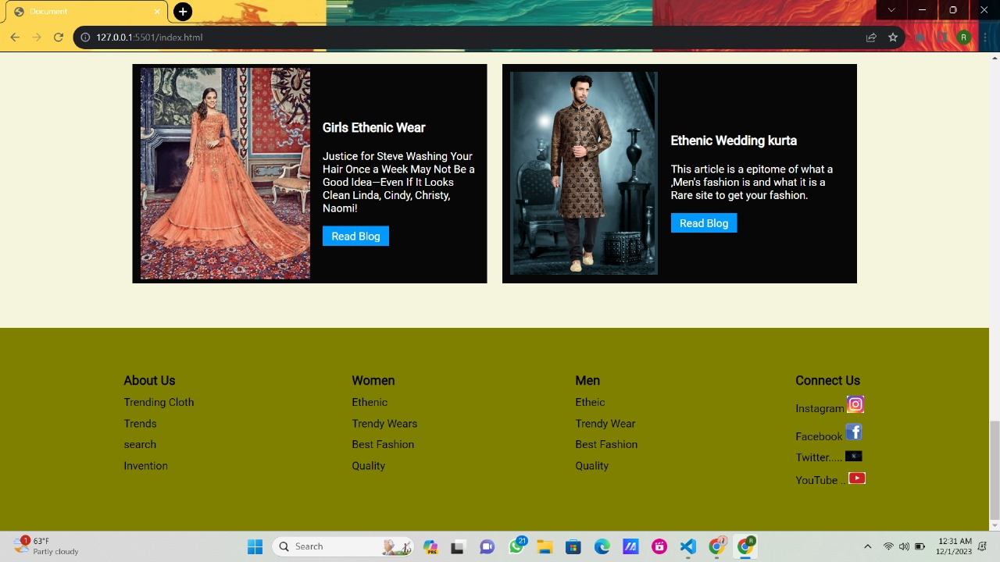 Document
127.0.0.1:5501/index.html
R
Girls Ethenic Wear
Justice for Steve Washing Your
Hair Once a Week May Not Be a
Good Idea—Even If It Looks
Clean Linda, Cindy, Christy,
Naomi!
Read Blog
Ethenic Wedding kurta
This article is a epitome of what a
,Men's fashion is and what it is a
Rare site to get your fashion.
Read Blog
About Us
Trending Cloth
Trends
search
Invention
Women
Ethenic
Trendy Wears
Best Fashion
Quality
Men
Etheic
Trendy Wear
Best Fashion
Quality
Connect Us
Instagram
Facebook
Twitter.....
YouTube ..
1
63°F
Partly cloudy
Search
PRE
21
R
12:31 AM
12/1/2023